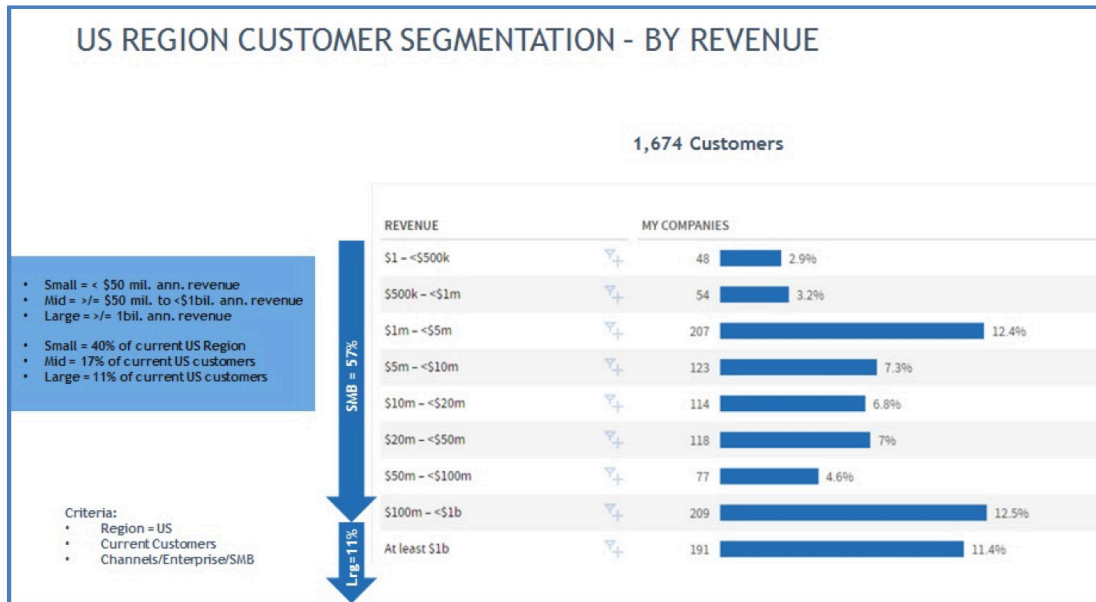 US REGION CUSTOMER SEGMENTATION – BY REVENUE
1,674 Customers
• Small = < $50 mil. ann. revenue
• Mid = >/= $50 mil. to <$1bil. ann. revenue
• Large = >/= 1bil. ann. revenue
• Small = 40% of current US Region
• Mid = 17% of current US customers
• Large = 11% of current US customers
Criteria:
• Region = US
• Current Customers
• Channels/Enterprise/SMB
SMB = 57%
Lrg=11%
REVENUE MY COMPANIES
$1 – <$500k 48 2.9%
$500k – <$1m 54 3.2%
$1m – <$5m 207 12.4%
$5m – <$10m 123 7.3%
$10m – <$20m 114 6.8%
$20m – <$50m 118 7%
$50m – <$100m 77 4.6%
$100m – <$1b 209 12.5%
At least $1b 191 11.4%